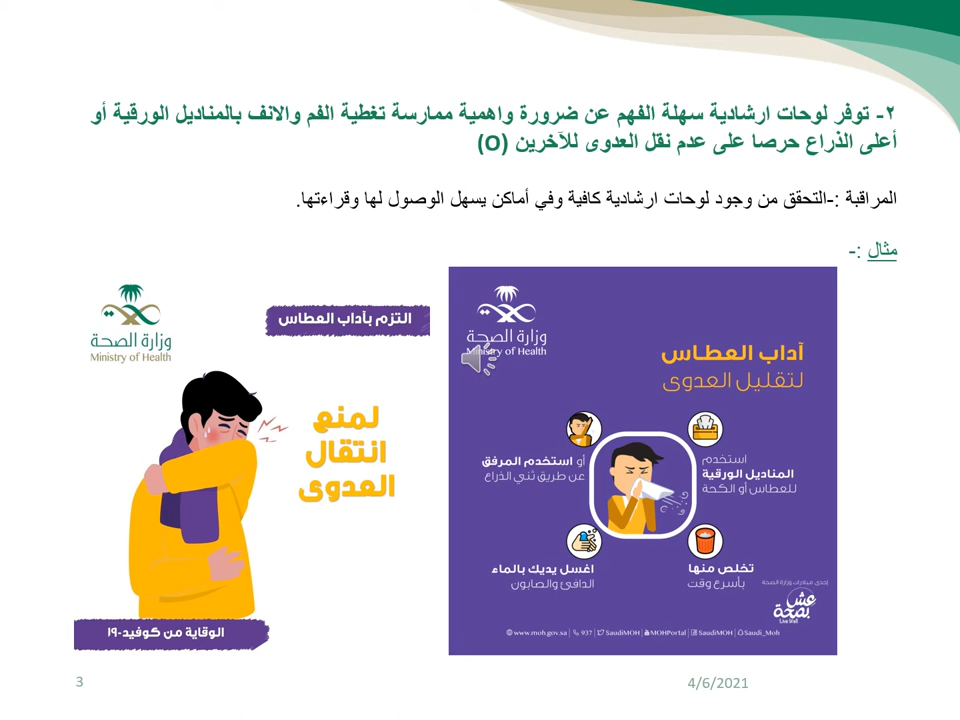 ٢- توفر لوحات ارشادية سهلة الفهم عن ضرورة واهمية ممارسة تغطية الفم والانف بالمناديل الورقية أو
أعلى الذراع حرصا على عدم نقل العدوى للآخرين (O)
المراقبة :-التحقق من وجود لوحات ارشادية كافية وفي أماكن يسهل الوصول لها وقراءتها.
مثال :-
وزارة الصحة
Ministry of Health
آداب العطاس
لتقليل العدوى
استخدم
المناديل الورقية
للعطاس أو الكحة
أو استخدم المرفق
عن طريق ثني الذراع
تخلص منها
بأسرع وقت
اغسل يديك بالماء
الدافئ والصابون
إحدى مبادرات وزارة الصحة
عش بصحة
Live Well
www.moh.gov.sa | 937 | SaudiMOH | MOHPortal | SaudiMOH | Saudi_Moh
وزارة الصحة
Ministry of Health
التزم بآداب العطاس
لمنع
انتقال
العدوى
الوقاية من كوفيد-١٩
3
4/6/2021